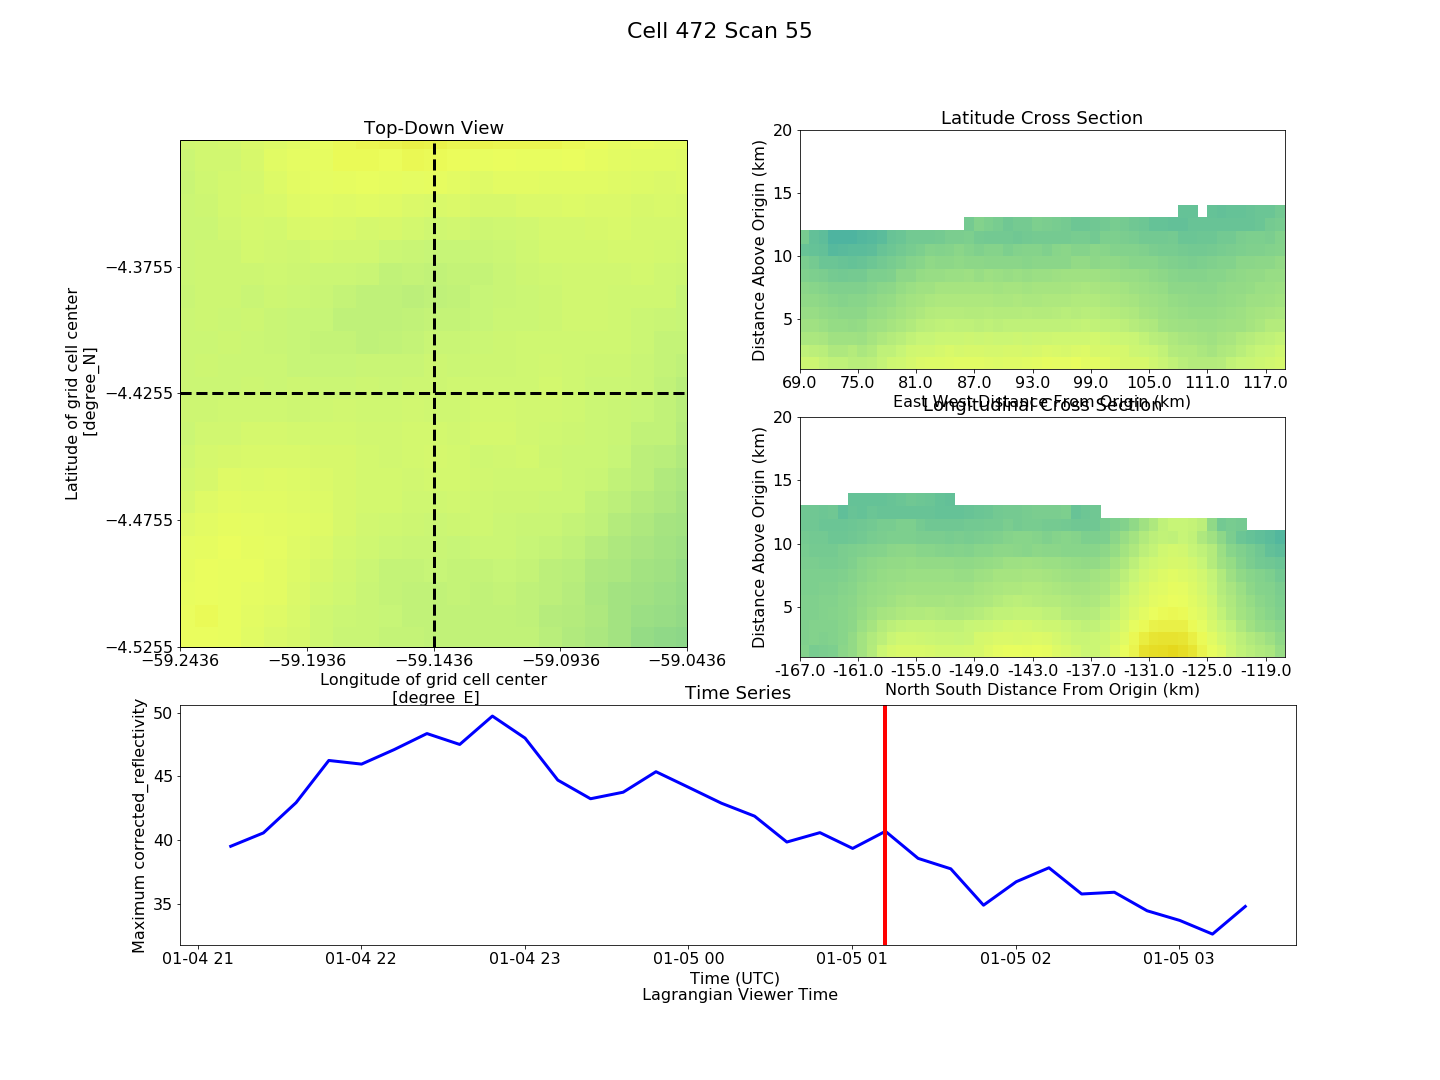 Cell 472 Scan 55
Top-Down View
Latitude of grid cell center
[degree_N]
−4.3755
−4.4255
−4.4755
−4.5255
−59.2436
−59.1936
−59.1436
−59.0936
−59.0436
Longitude of grid cell center
[degree_E]
Latitude Cross Section
Distance Above Origin (km)
20
15
10
5
69.0
75.0
81.0
87.0
93.0
99.0
105.0
111.0
117.0
East West Distance From Origin (km)
Longitudinal Cross Section
Distance Above Origin (km)
20
15
10
5
-167.0
-161.0
-155.0
-149.0
-143.0
-137.0
-131.0
-125.0
-119.0
North South Distance From Origin (km)
Time Series
Maximum corrected_reflectivity
50
45
40
35
01-04 21
01-04 22
01-04 23
01-05 00
01-05 01
01-05 02
01-05 03
Time (UTC)
Lagrangian Viewer Time